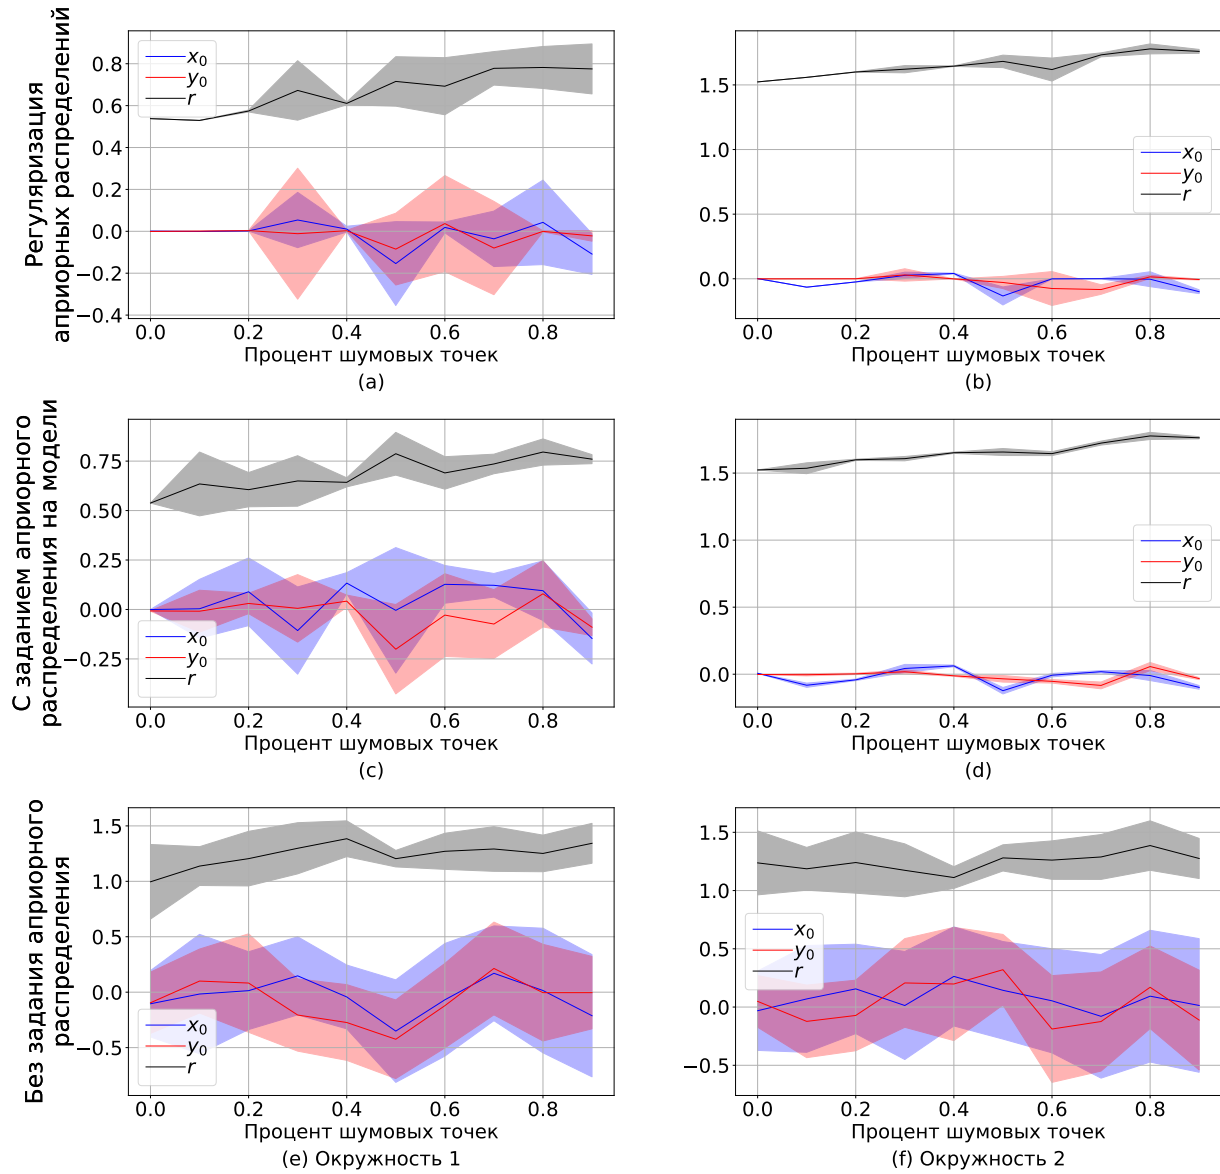 Регуляризация
априорных распределений
0.8
0.6
0.4
0.2
0.0
−0.2
−0.4
x₀
y₀
r
0.0 0.2 0.4 0.6 0.8
Процент шумовых точек
(a)
1.5
1.0
0.5
0.0
x₀
y₀
r
0.0 0.2 0.4 0.6 0.8
Процент шумовых точек
(b)
С заданием априорного
распределения на модели
0.75
0.50
0.25
0.00
−0.25
x₀
y₀
r
0.0 0.2 0.4 0.6 0.8
Процент шумовых точек
(c)
1.5
1.0
0.5
0.0
x₀
y₀
r
0.0 0.2 0.4 0.6 0.8
Процент шумовых точек
(d)
Без задания априорного
распределения
1.5
1.0
0.5
0.0
−0.5
x₀
y₀
r
0.0 0.2 0.4 0.6 0.8
Процент шумовых точек
(e) Окружность 1
1.5
1.0
0.5
0.0
−0.5
x₀
y₀
r
0.0 0.2 0.4 0.6 0.8
Процент шумовых точек
(f) Окружность 2